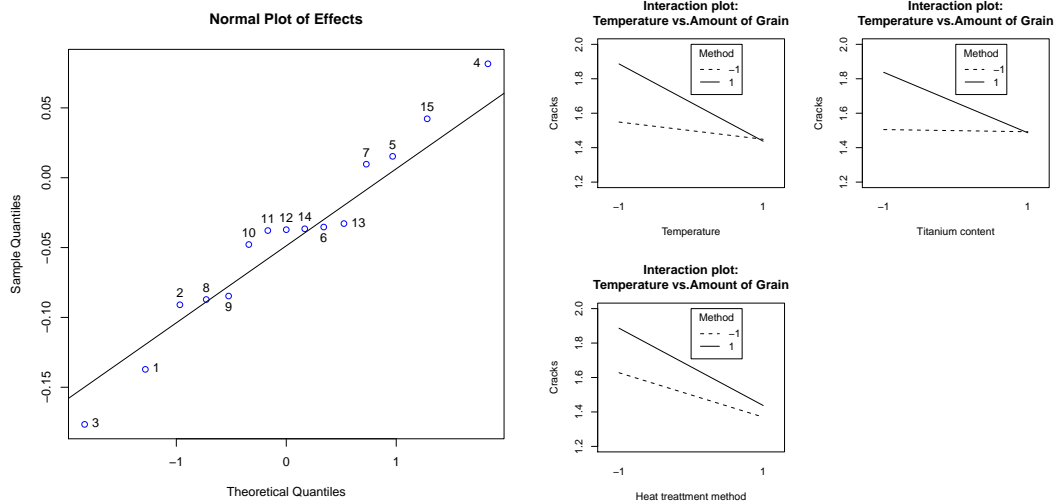 Normal Plot of Effects
4
15
5
7
14
12
11
6
13
10
9
8
2
1
3
0.05
0.00
−0.05
−0.10
−0.15
Sample Quantiles
−1
0
1
Theoretical Quantiles
Interaction plot:
Temperature vs.Amount of Grain
Method
−1
1
2.0
1.8
1.6
1.4
1.2
Cracks
−1
1
Temperature
Interaction plot:
Temperature vs.Amount of Grain
Method
−1
1
2.0
1.8
1.6
1.4
1.2
Cracks
−1
1
Titanium content
Interaction plot:
Temperature vs.Amount of Grain
Method
−1
1
2.0
1.8
1.6
1.4
1.2
Cracks
−1
1
Heat treattment method